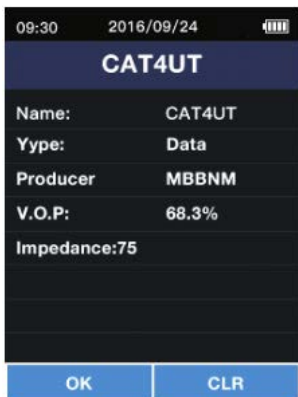 09:30 2016/09/24
CAT4UT
Name: CAT4UT
Yype: Data
Producer MBBNM
V.O.P: 68.3%
Impedance:75
OK CLR